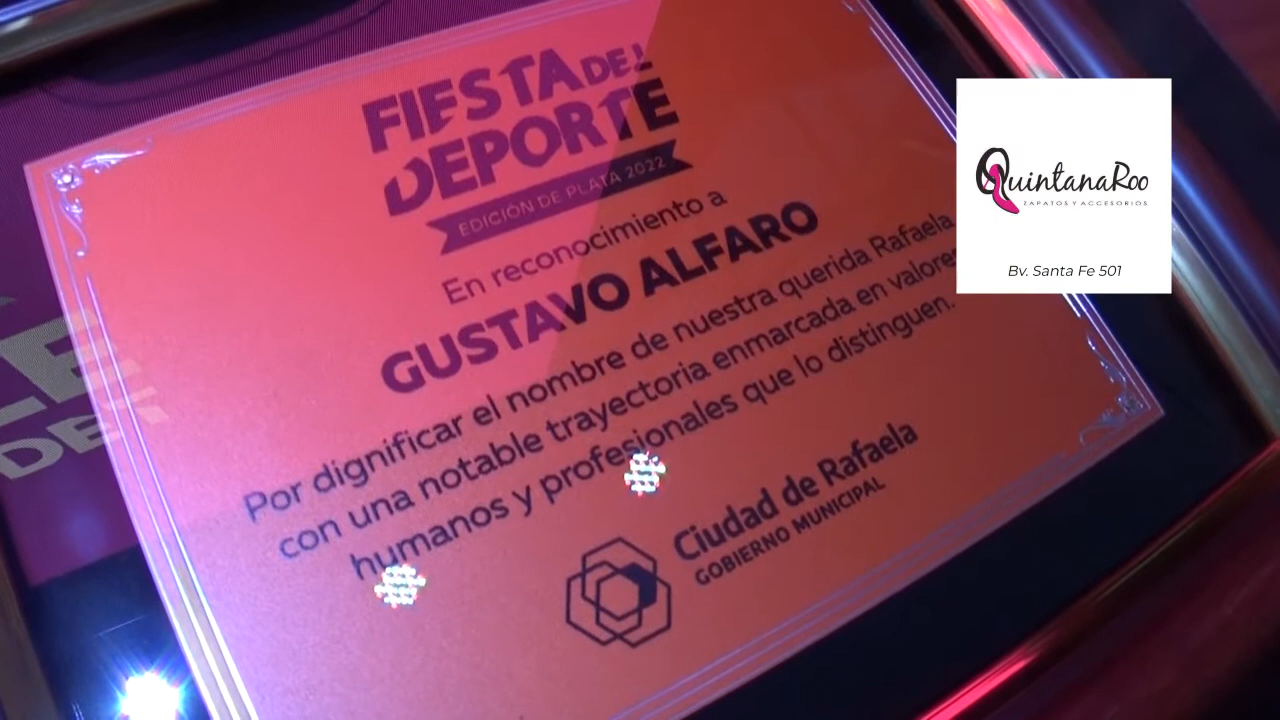 FIESTA DEL
DEPORTE
EDICIÓN DE PLATA 2022
En reconocimiento a
GUSTAVO ALFARO
Por dignificar el nombre de nuestra querida Rafaela
con una notable trayectoria enmarcada en valores
humanos y profesionales que lo distinguen.
Ciudad de Rafaela
GOBIERNO MUNICIPAL
QuintanaRoo
ZAPATOS Y ACCESORIOS
Bv. Santa Fe 501